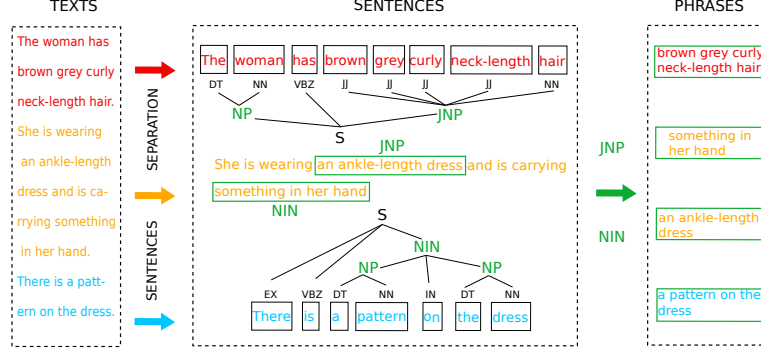 TEXTS
SENTENCES
PHRASES
The woman has
brown grey curly
neck-length hair.
She is wearing
an ankle-length
dress and is ca-
rrying something
in her hand.
There is a patt-
ern on the dress.
SEPARATION
SENTENCES
The woman has brown grey curly neck-length hair
DT NN VBZ JJ JJ JJ JJ NN
NP JNP
S
JNP
She is wearing an ankle-length dress and is carrying
something in her hand
NIN
S
NIN
NP NP
EX VBZ DT NN IN DT NN
There is a pattern on the dress
JNP
NIN
brown grey curly
neck-length hair
something in
her hand
an ankle-length
dress
a pattern on the
dress